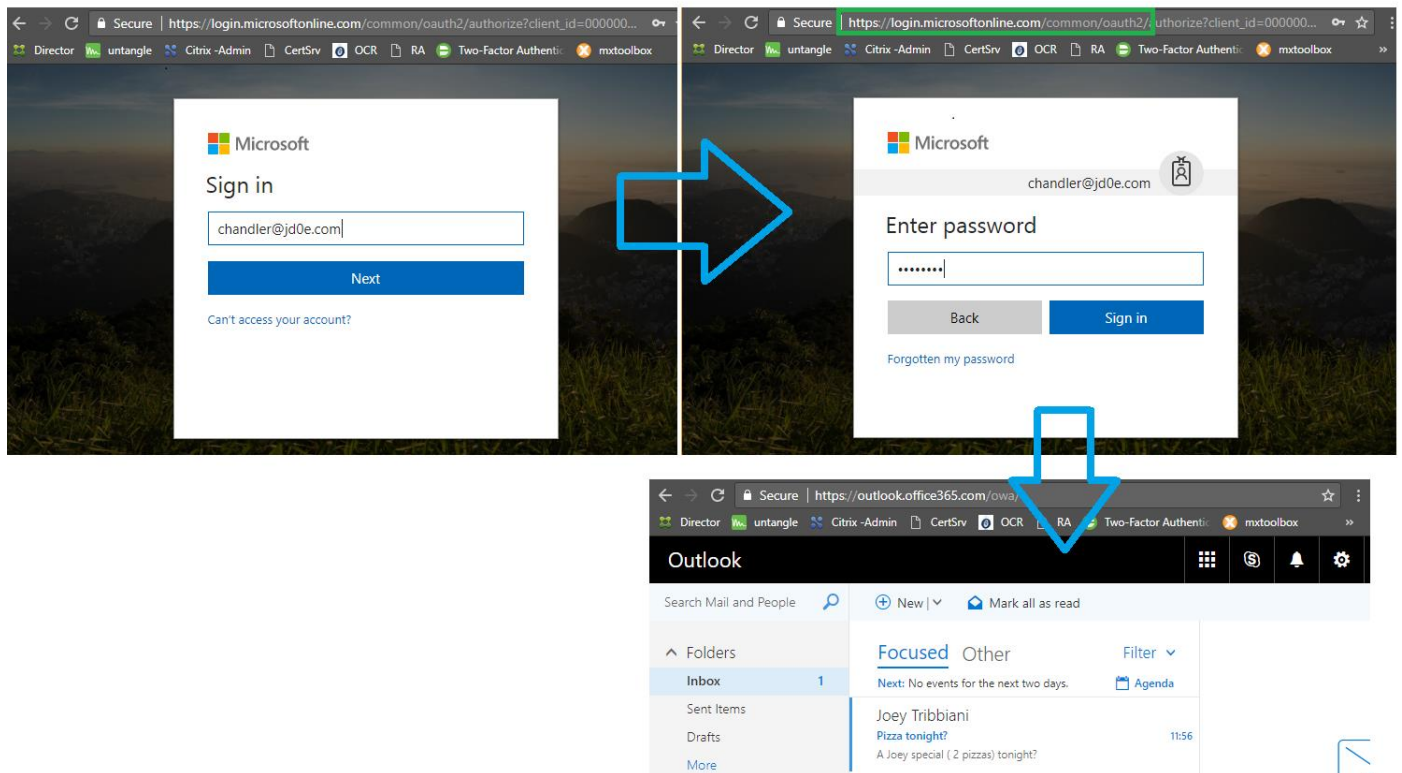 Secure | https://login.microsoftonline.com/common/oauth2/authorize?client_id=000000...
Director untangle Citrix -Admin CertSrv OCR RA Two-Factor Authentic mxtoolbox
Microsoft
Sign in
chandler@jd0e.com
Next
Can't access your account?
Secure | https://login.microsoftonline.com/common/oauth2/authorize?client_id=000000...
Director untangle Citrix -Admin CertSrv OCR RA Two-Factor Authentic mxtoolbox »
Microsoft
chandler@jd0e.com
Enter password
••••••••
Back Sign in
Forgotten my password
Secure | https://outlook.office365.com/owa/
Director untangle Citrix -Admin CertSrv OCR RA Two-Factor Authentic mxtoolbox »
Outlook
Search Mail and People New | Mark all as read
Folders
Inbox 1
Sent Items
Drafts
More
Focused Other Filter
Next: No events for the next two days. Agenda
Joey Tribbiani
Pizza tonight? 11:56
A Joey special ( 2 pizzas) tonight?